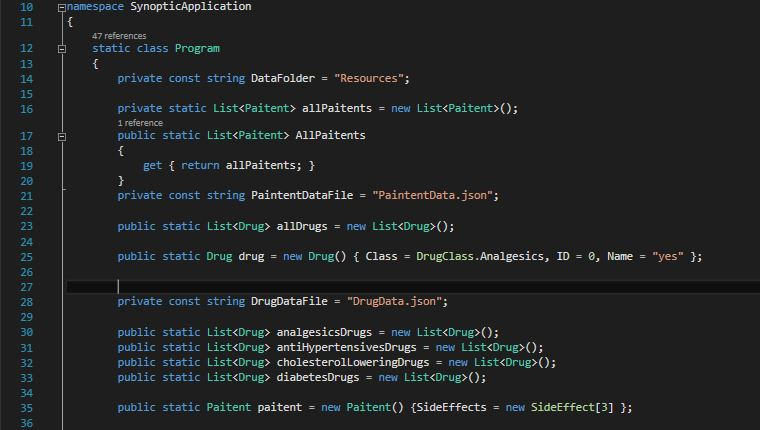 10 namespace SynopticApplication
11 {
47 references
12 static class Program
13 {
14 private const string DataFolder = "Resources";
15
16 private static List<Paitent> allPaitents = new List<Paitent>();
1 reference
17 public static List<Paitent> AllPaitents
18 {
19 get { return allPaitents; }
20 }
21 private const string PaintentDataFile = "PaintentData.json";
22
23 public static List<Drug> allDrugs = new List<Drug>();
24
25 public static Drug drug = new Drug() { Class = DrugClass.Analgesics, ID = 0, Name = "yes" };
26
27
28 private const string DrugDataFile = "DrugData.json";
29
30 public static List<Drug> analgesicsDrugs = new List<Drug>();
31 public static List<Drug> antiHypertensivesDrugs = new List<Drug>();
32 public static List<Drug> cholesterolLoweringDrugs = new List<Drug>();
33 public static List<Drug> diabetesDrugs = new List<Drug>();
34
35 public static Paitent paitent = new Paitent() {SideEffects = new SideEffect[3] };
36